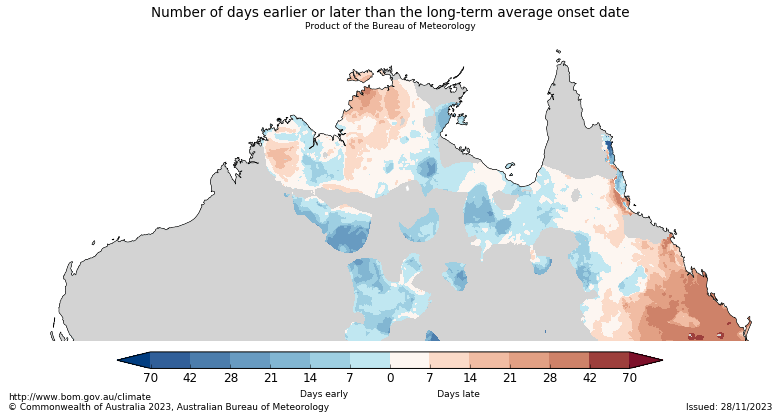 Number of days earlier or later than the long-term average onset date
Product of the Bureau of Meteorology
70 42 28 21 14 7 0 7 14 21 28 42 70
Days early Days late
http://www.bom.gov.au/climate
© Commonwealth of Australia 2023, Australian Bureau of Meteorology Issued: 28/11/2023